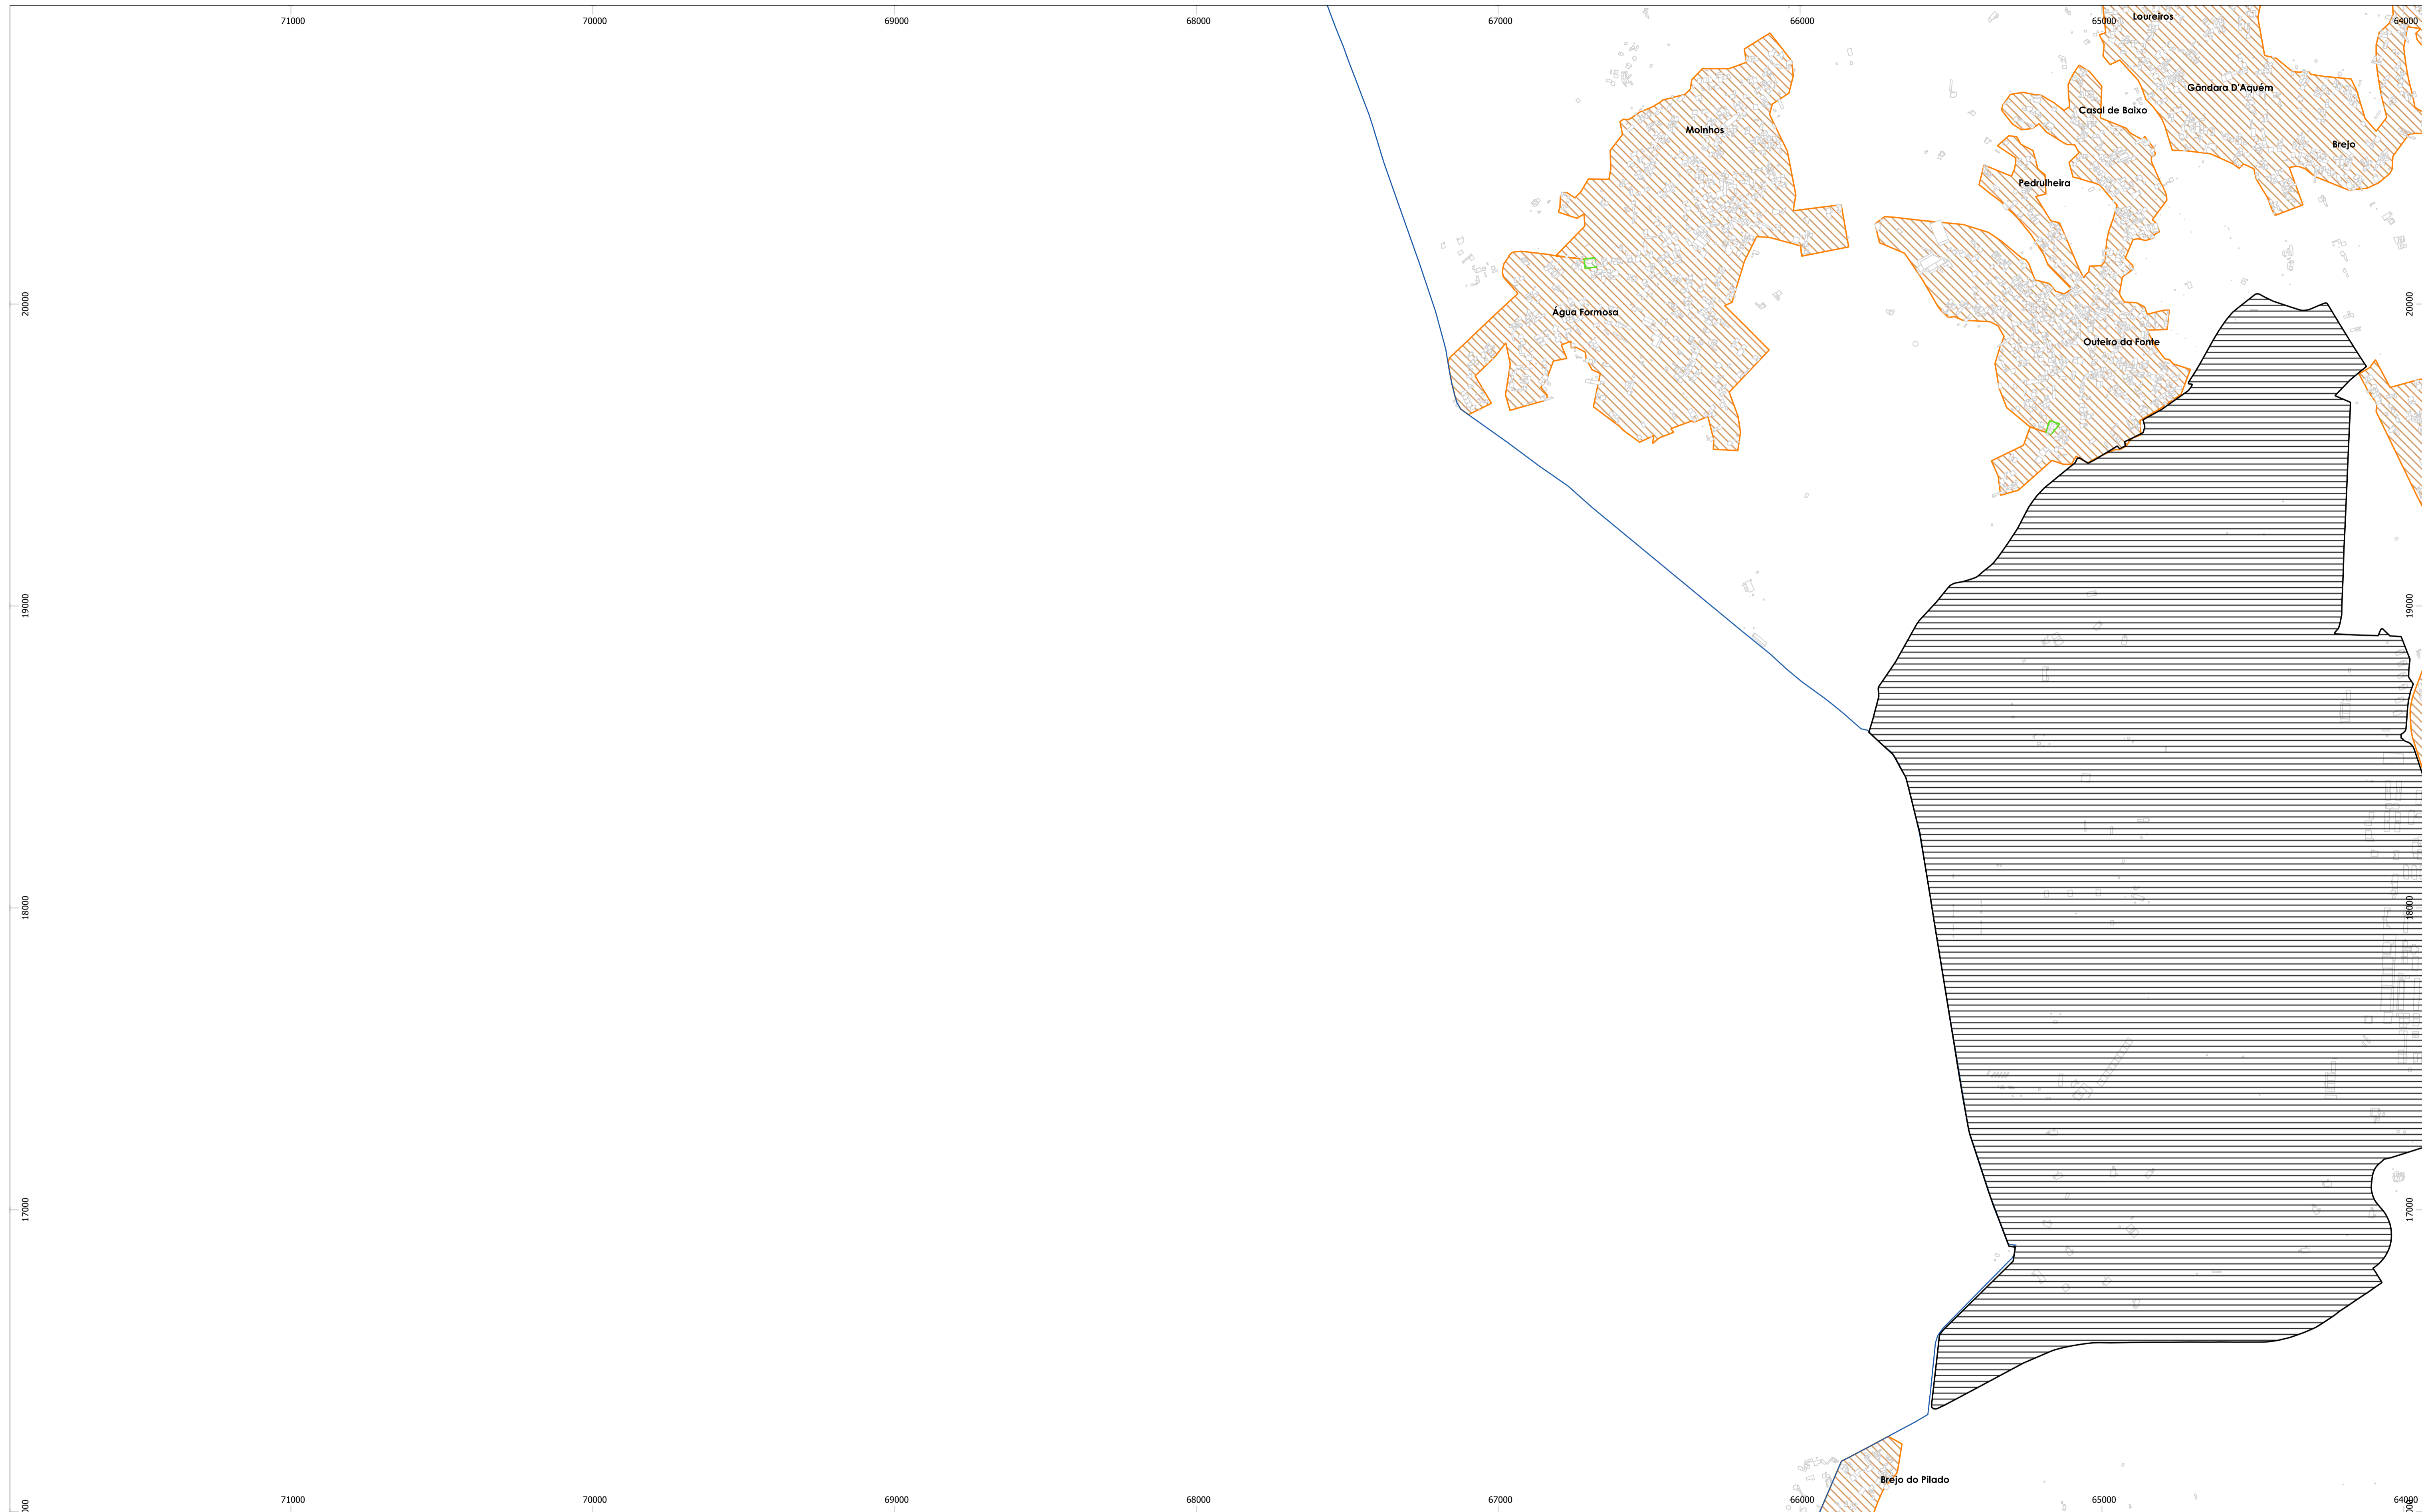 71000 70000 69000 68000 67000 66000 65000 64000
Loureiros
Gândara D'Aquém
Casal de Baixo
Moinhos
Brejo
Pedrulheira
20000 20000
Água Formosa
Outeiro da Fonte
19000 19000
18000 18000
17000 17000
Brejo do Pilado
71000 70000 69000 68000 67000 66000 65000 64000